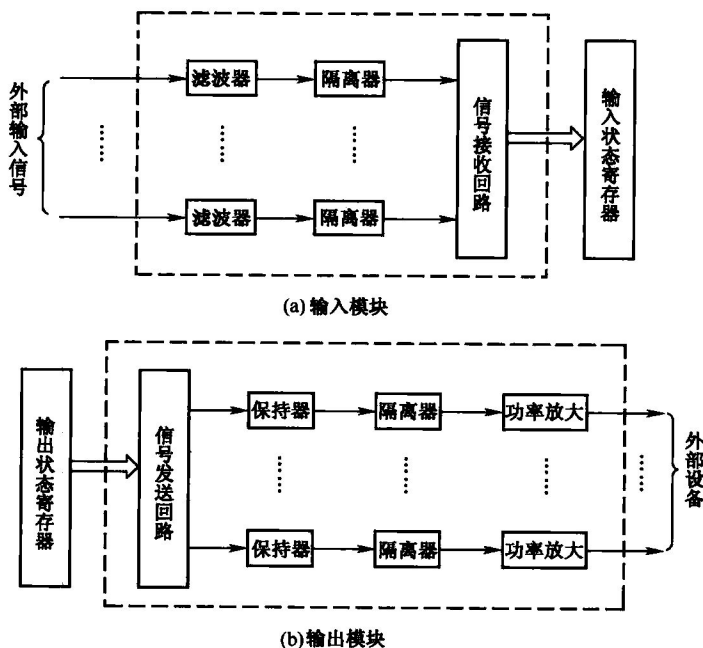 外部输入信号
滤波器
隔离器
信号接收回路
输入状态寄存器
……
……
……
滤波器
隔离器
(a) 输入模块
输出状态寄存器
信号发送回路
保持器
隔离器
功率放大
外部设备
……
……
……
……
保持器
隔离器
功率放大
(b) 输出模块